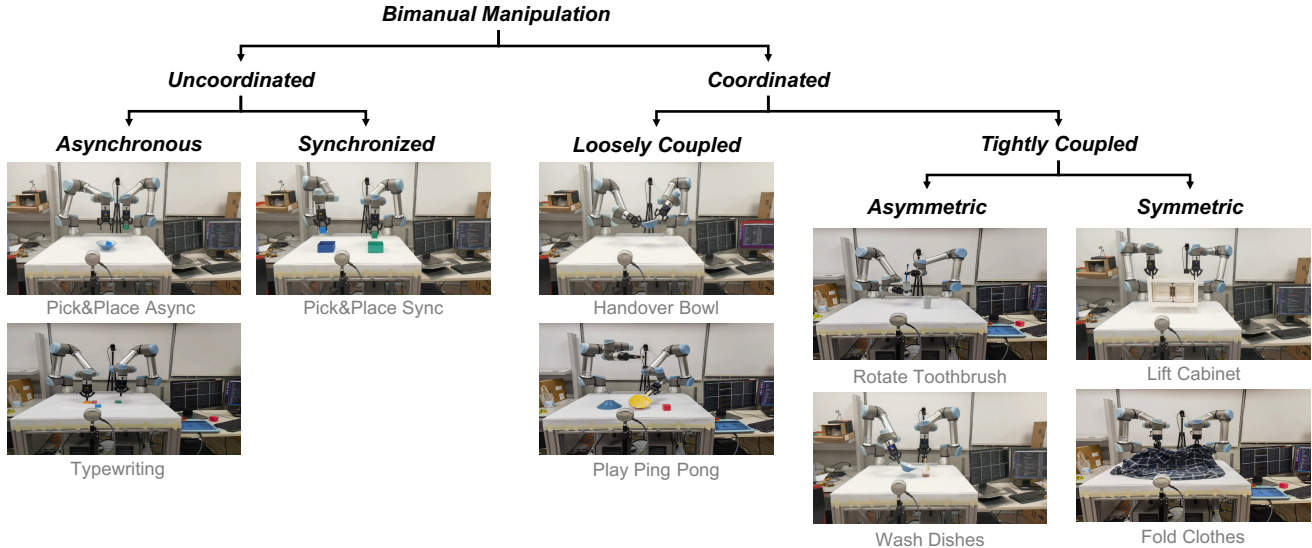 Bimanual Manipulation
Uncoordinated
Coordinated
Asynchronous
Synchronized
Loosely Coupled
Tightly Coupled
Asymmetric
Symmetric
Pick&Place Async
Pick&Place Sync
Handover Bowl
Rotate Toothbrush
Lift Cabinet
Typewriting
Play Ping Pong
Wash Dishes
Fold Clothes